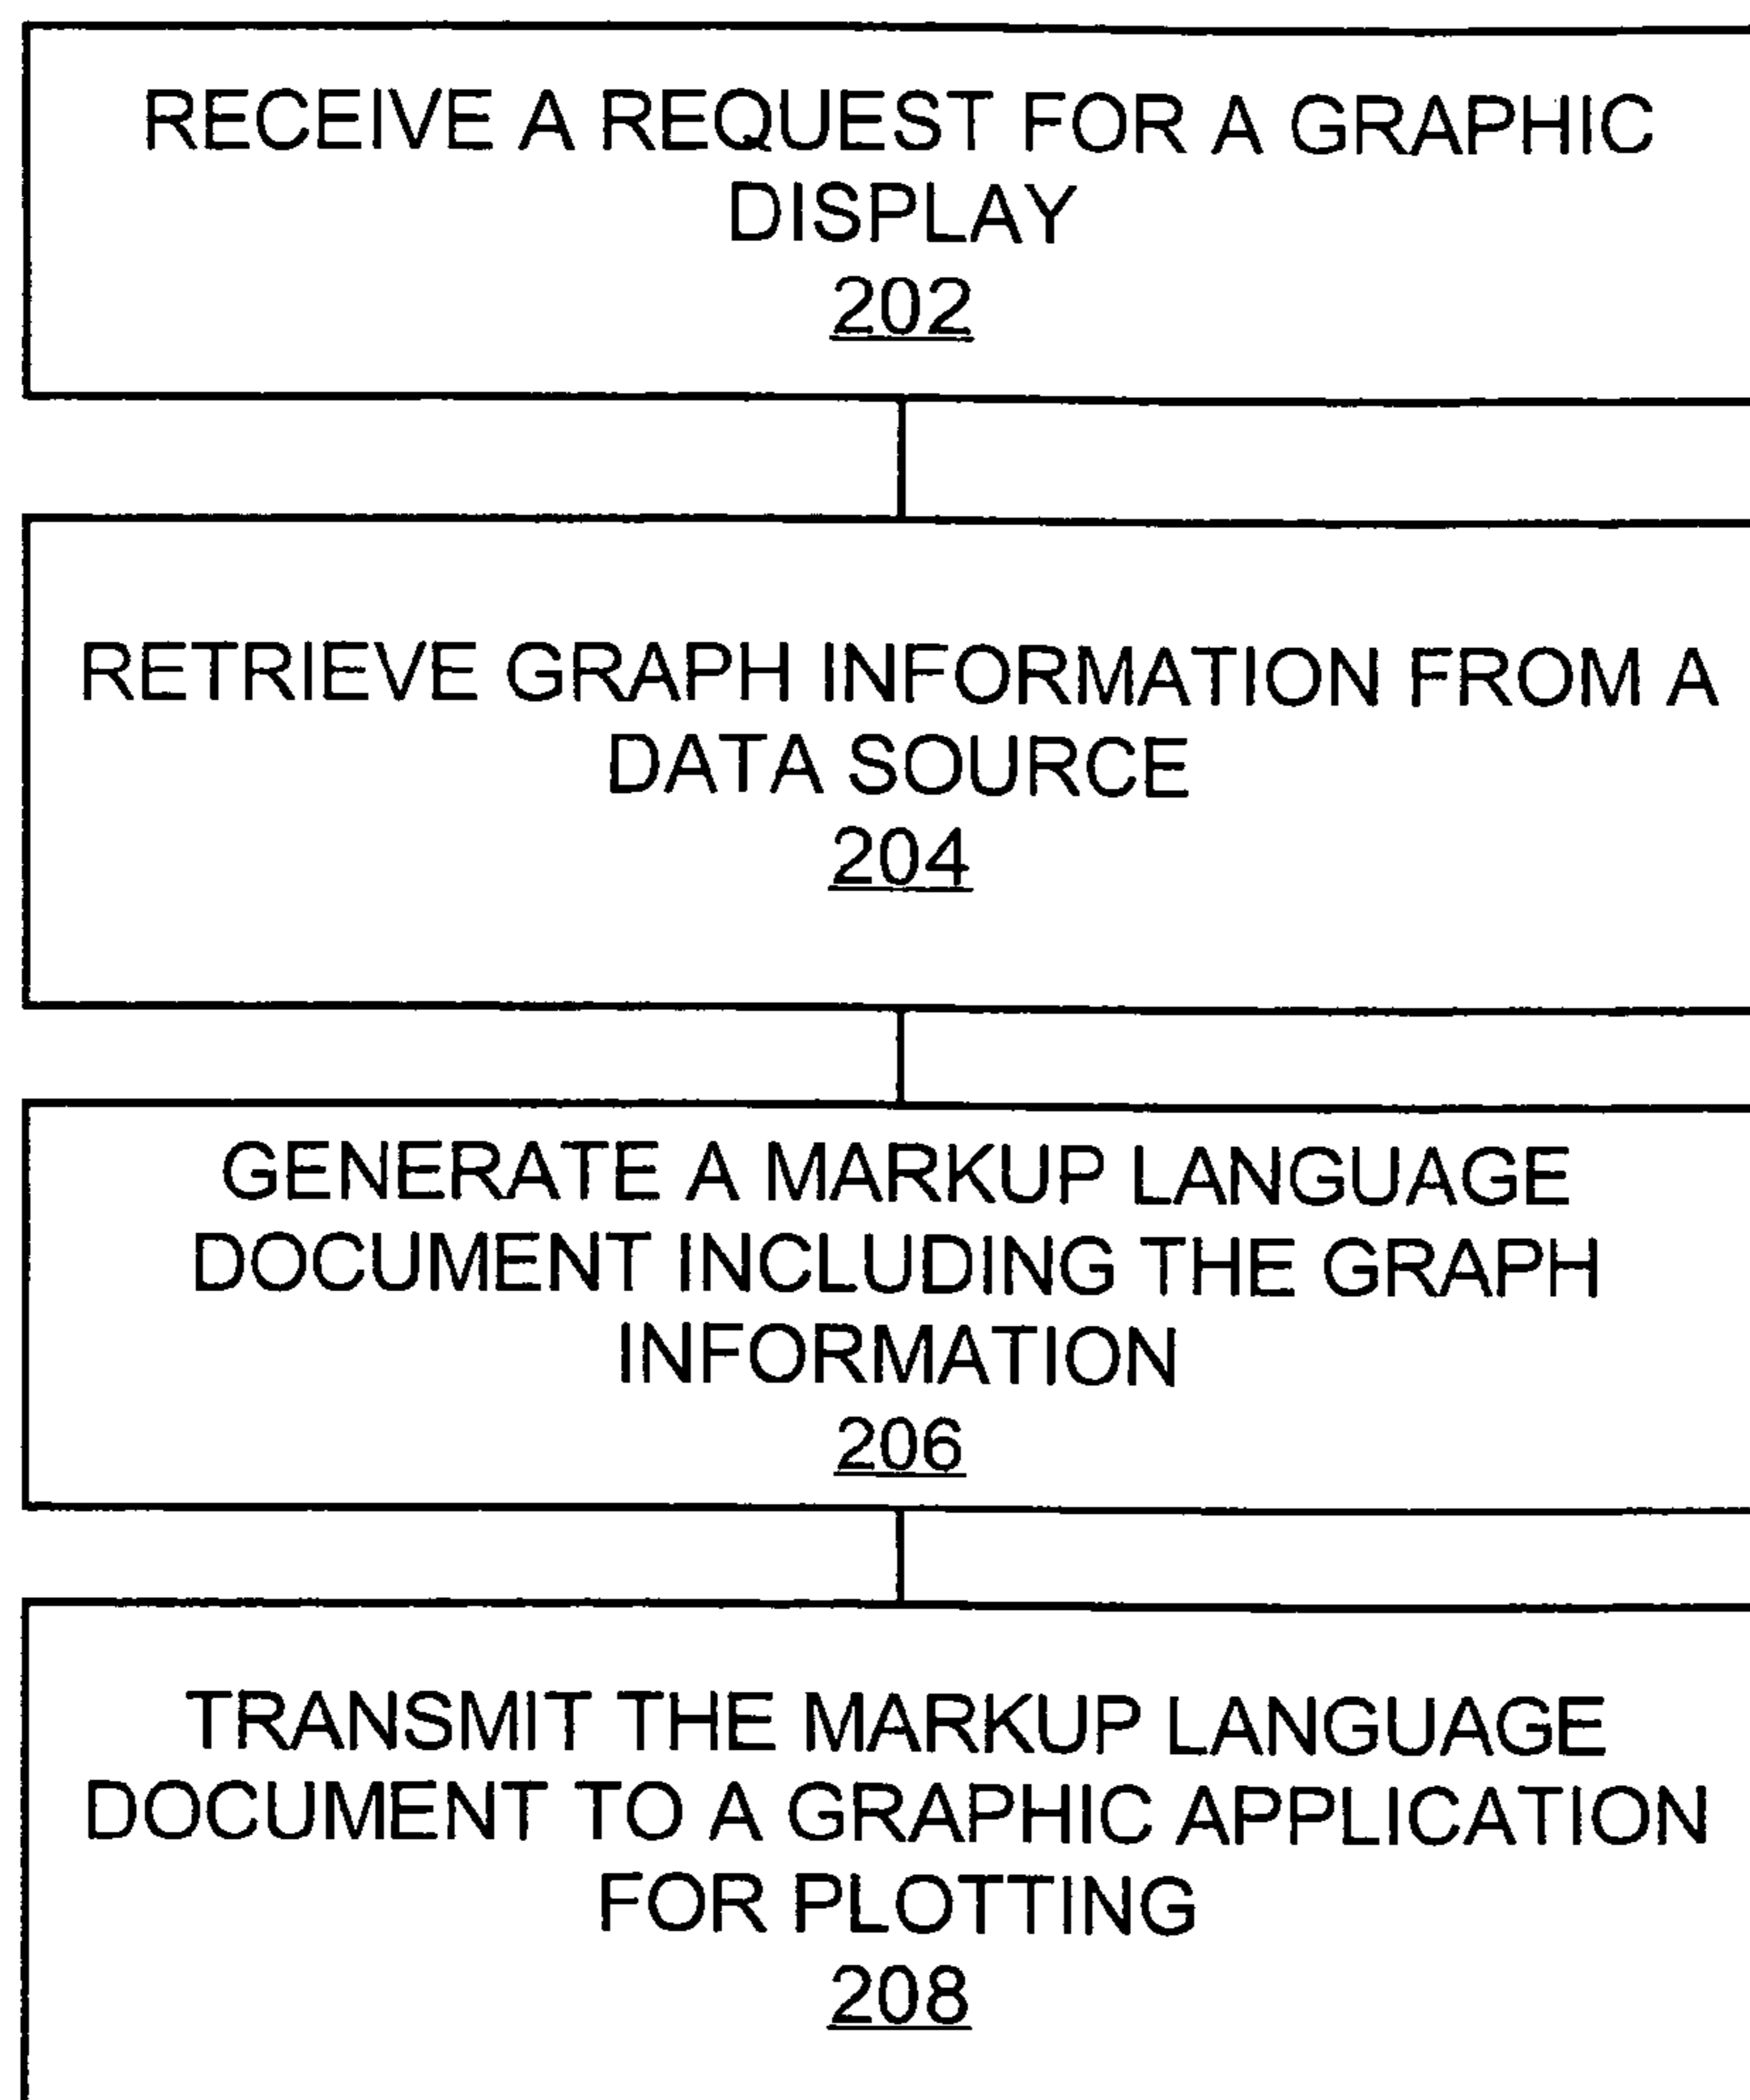 RECEIVE A REQUEST FOR A GRAPHIC
DISPLAY
202
RETRIEVE GRAPH INFORMATION FROM A
DATA SOURCE
204
GENERATE A MARKUP LANGUAGE
DOCUMENT INCLUDING THE GRAPH
INFORMATION
206
TRANSMIT THE MARKUP LANGUAGE
DOCUMENT TO A GRAPHIC APPLICATION
FOR PLOTTING
208